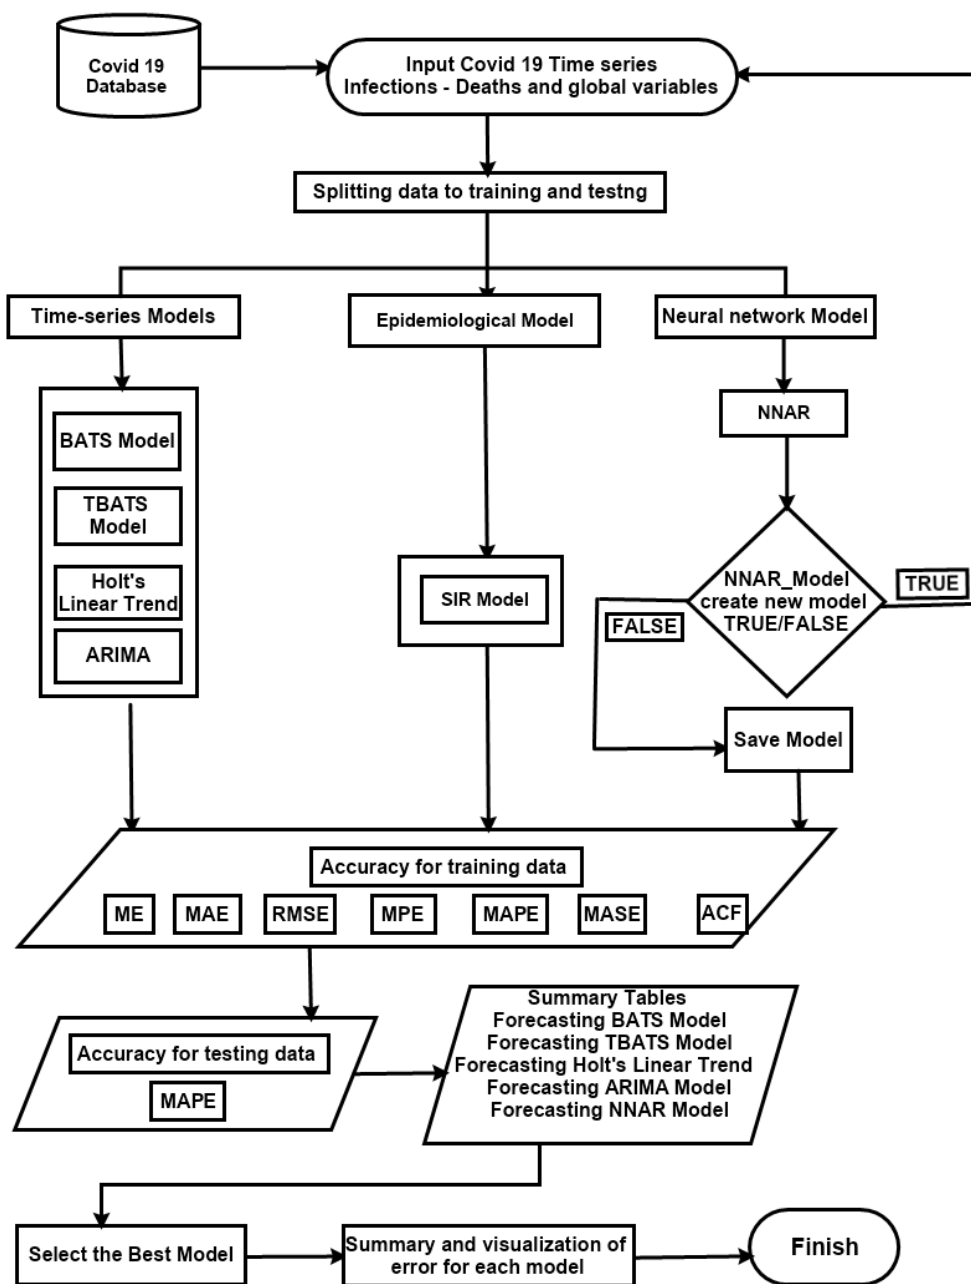 Covid 19
Database
Input Covid 19 Time series
Infections - Deaths and global variables
Splitting data to training and testng
Time-series Models
Epidemiological Model
Neural network Model
BATS Model
TBATS
Model
Holt's
Linear Trend
ARIMA
SIR Model
NNAR
NNAR_Model
create new model
TRUE/FALSE
TRUE
FALSE
Save Model
Accuracy for training data
ME
MAE
RMSE
MPE
MAPE
MASE
ACF
Accuracy for testing data
MAPE
Summary Tables
Forecasting BATS Model
Forecasting TBATS Model
Forecasting Holt's Linear Trend
Forecasting ARIMA Model
Forecasting NNAR Model
Select the Best Model
Summary and visualization of
error for each model
Finish